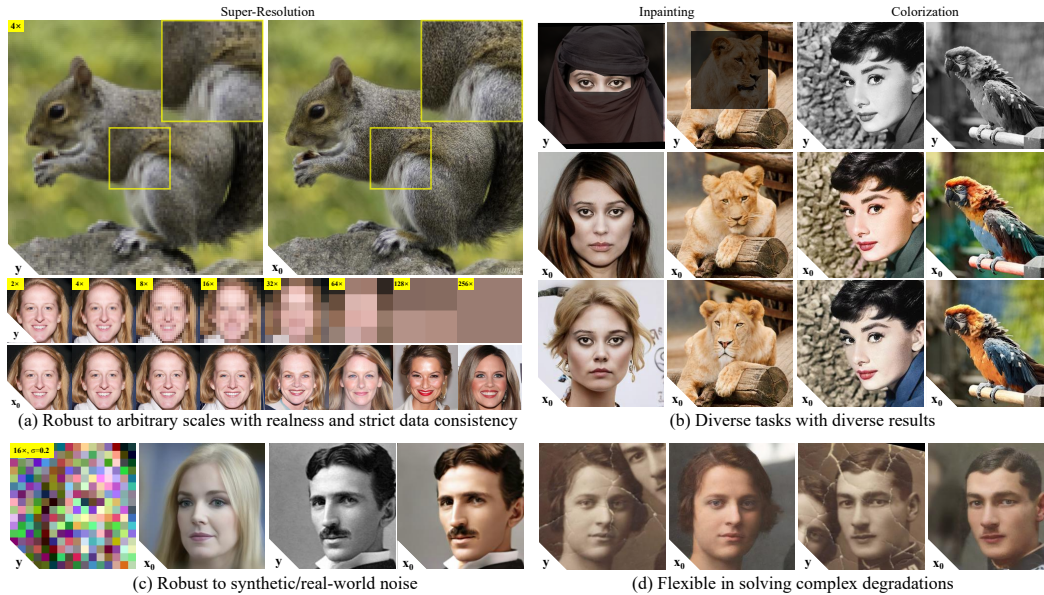 Super-Resolution
Inpainting
Colorization
4×
y
x₀
y
y
y
y
x₀
x₀
x₀
x₀
2×
4×
8×
16×
32×
64×
128×
256×
y
x₀
x₀
x₀
x₀
x₀
(a) Robust to arbitrary scales with realness and strict data consistency
(b) Diverse tasks with diverse results
16×, σ=0.2
y
x₀
y
x₀
y
x₀
y
x₀
(c) Robust to synthetic/real-world noise
(d) Flexible in solving complex degradations